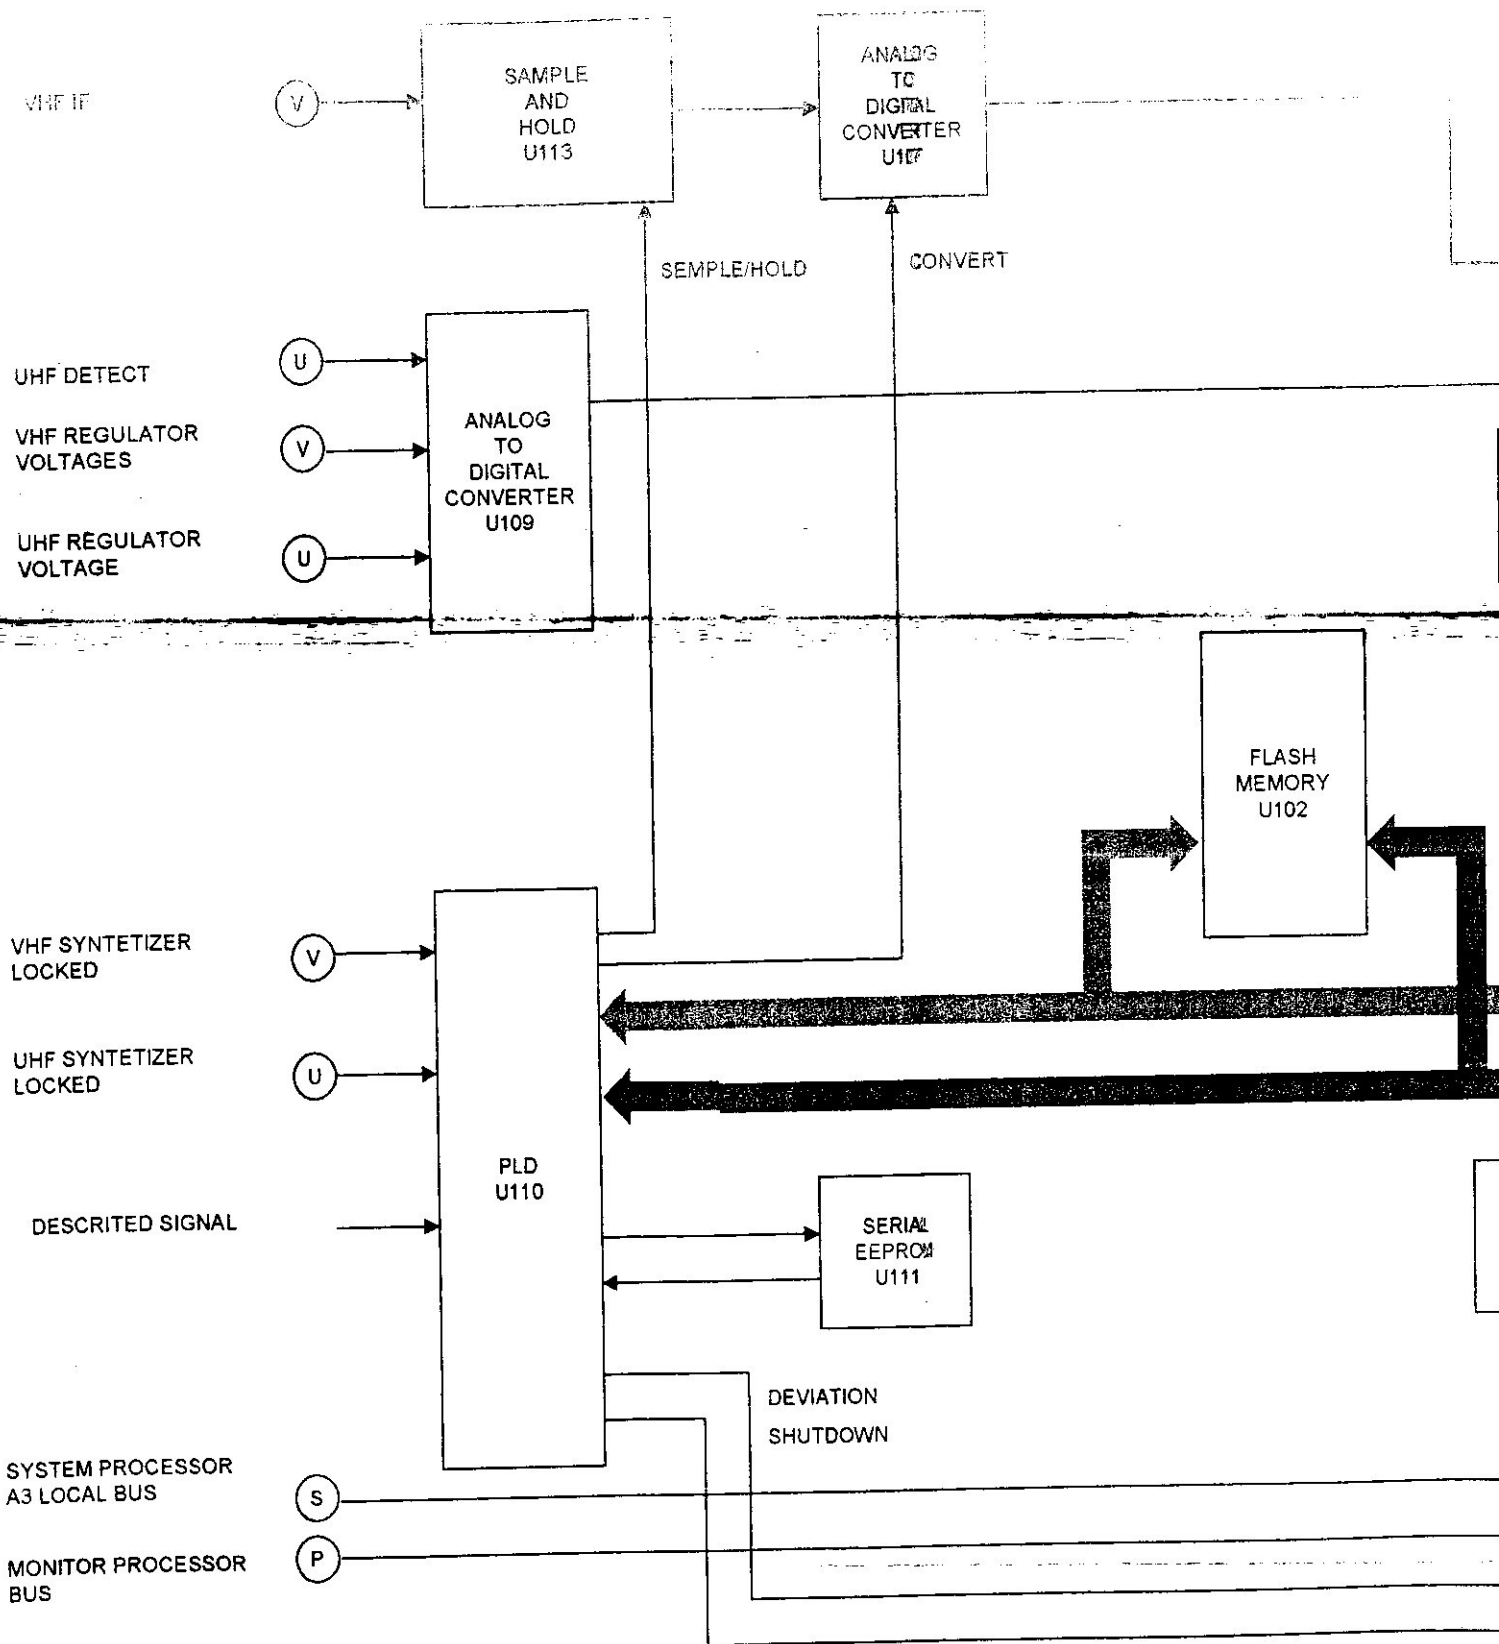 VHF IF
V
SAMPLE
AND
HOLD
U113
ANALOG
TO
DIGITAL
CONVERTER
SEMPLE/HOLD
CONVERT
UHF DETECT
U
VHF REGULATOR
VOLTAGES
V
UHF REGULATOR
VOLTAGE
U
ANALOG
TO
DIGITAL
CONVERTER
U109
FLASH
MEMORY
U102
VHF SYNTETIZER
LOCKED
V
UHF SYNTETIZER
LOCKED
U
DESCRITED SIGNAL
PLD
U110
SERIAL
EEPROM
U111
DEVIATION
SHUTDOWN
SYSTEM PROCESSOR
A3 LOCAL BUS
S
MONITOR PROCESSOR
BUS
P